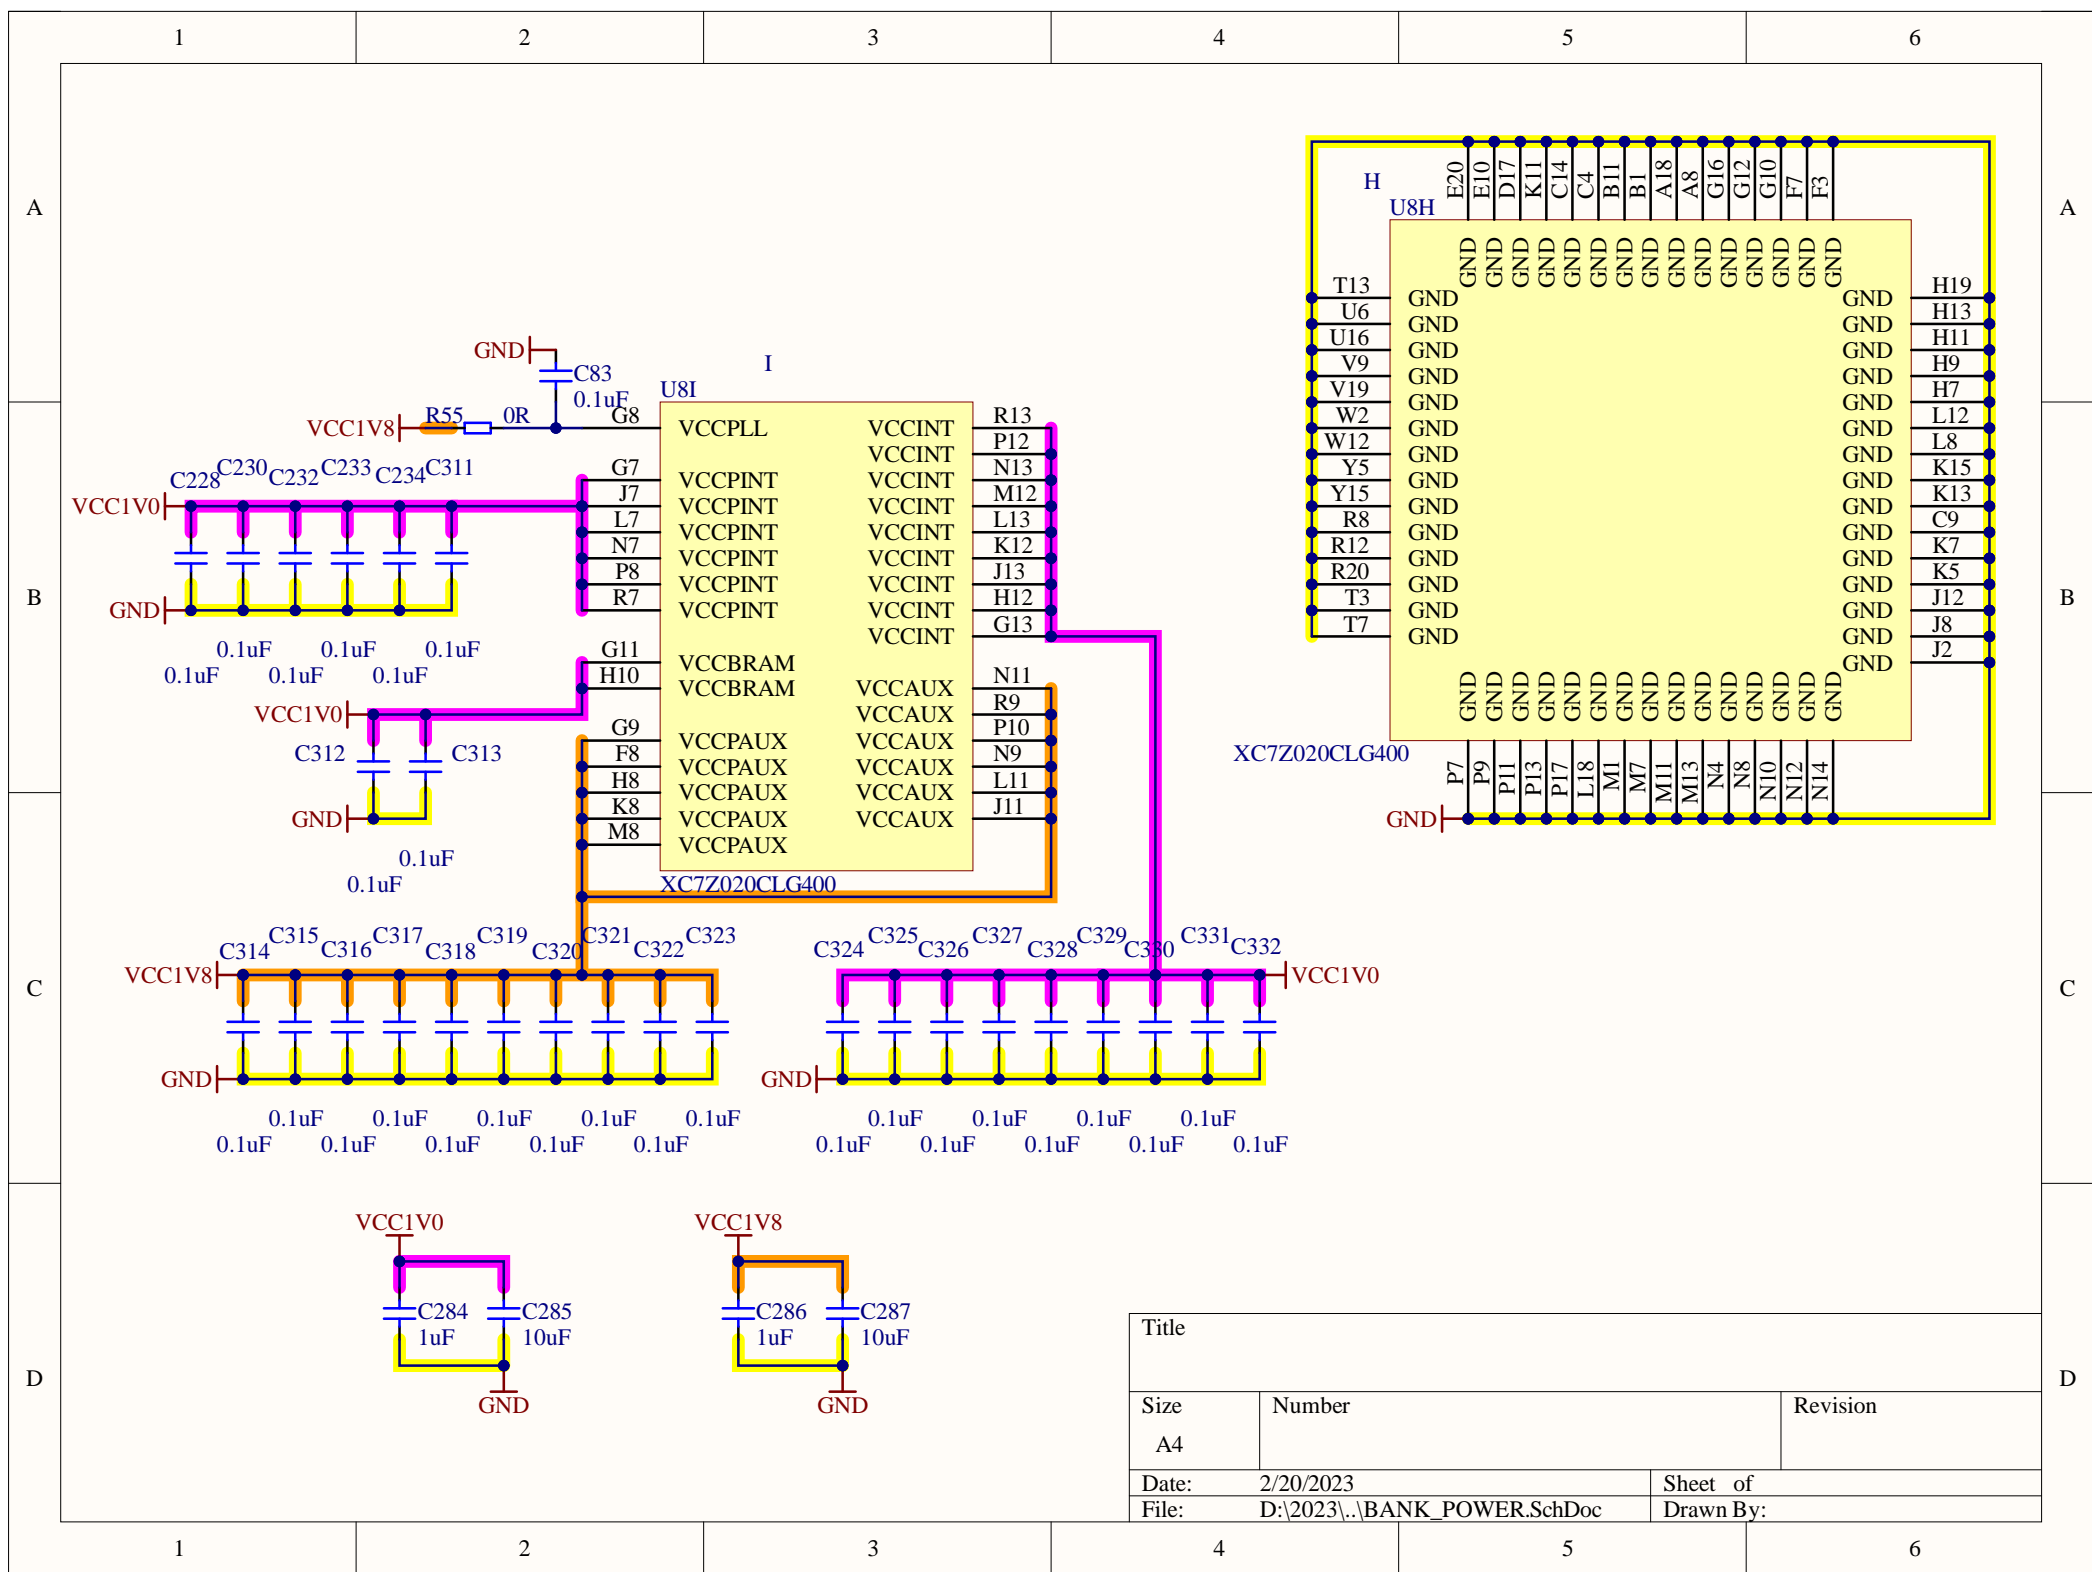 1 2 3 4 5 6
A A
B B
C C
D D
H
U8H
E20 E10 D17 K11 C14 C4 B11 B1 A18 A8 G16 G12 G10 F7 F3
GND GND GND GND GND GND GND GND GND GND GND GND GND GND GND
T13 GND GND H19
U6 GND GND H13
U16 GND GND H11
V9 GND GND H9
V19 GND GND H7
W2 GND GND L12
W12 GND GND L8
Y5 GND GND K15
Y15 GND GND K13
R8 GND GND C9
R12 GND GND K7
R20 GND GND K5
T3 GND GND J12
T7 GND GND J8
GND J2
GND GND GND GND GND GND GND GND GND GND GND GND GND GND GND
XC7Z020CLG400
P7 P9 P11 P13 P17 L18 M1 M7 M11 M13 N4 N8 N10 N12 N14
GND
GND
C83
0.1uF
I
U8I
VCC1V8 R55 0R G8 VCCPLL VCCINT R13
VCCINT P12
G7 VCCPINT VCCINT N13
J7 VCCPINT VCCINT M12
L7 VCCPINT VCCINT L13
N7 VCCPINT VCCINT K12
P8 VCCPINT VCCINT J13
R7 VCCPINT VCCINT H12
VCCINT G13
G11 VCCBRAM
H10 VCCBRAM VCCAUX N11
VCCAUX R9
G9 VCCPAUX VCCAUX P10
F8 VCCPAUX VCCAUX N9
H8 VCCPAUX VCCAUX L11
K8 VCCPAUX VCCAUX J11
M8 VCCPAUX
XC7Z020CLG400
C228 C230 C232 C233 C234 C311
VCC1V0
GND
0.1uF 0.1uF 0.1uF
0.1uF 0.1uF 0.1uF
VCC1V0
C312 C313
GND
0.1uF
0.1uF
C314 C315 C316 C317 C318 C319 C320 C321 C322 C323
VCC1V8
GND
0.1uF 0.1uF 0.1uF 0.1uF 0.1uF
0.1uF 0.1uF 0.1uF 0.1uF 0.1uF
C324 C325 C326 C327 C328 C329 C330 C331 C332
VCC1V0
GND
0.1uF 0.1uF 0.1uF 0.1uF
0.1uF 0.1uF 0.1uF 0.1uF 0.1uF
VCC1V0
C284 C285
1uF 10uF
GND
VCC1V8
C286 C287
1uF 10uF
GND
Title
Size Number Revision
A4
Date: 2/20/2023 Sheet of
File: D:\2023\..\BANK_POWER.SchDoc Drawn By:
1 2 3 4 5 6